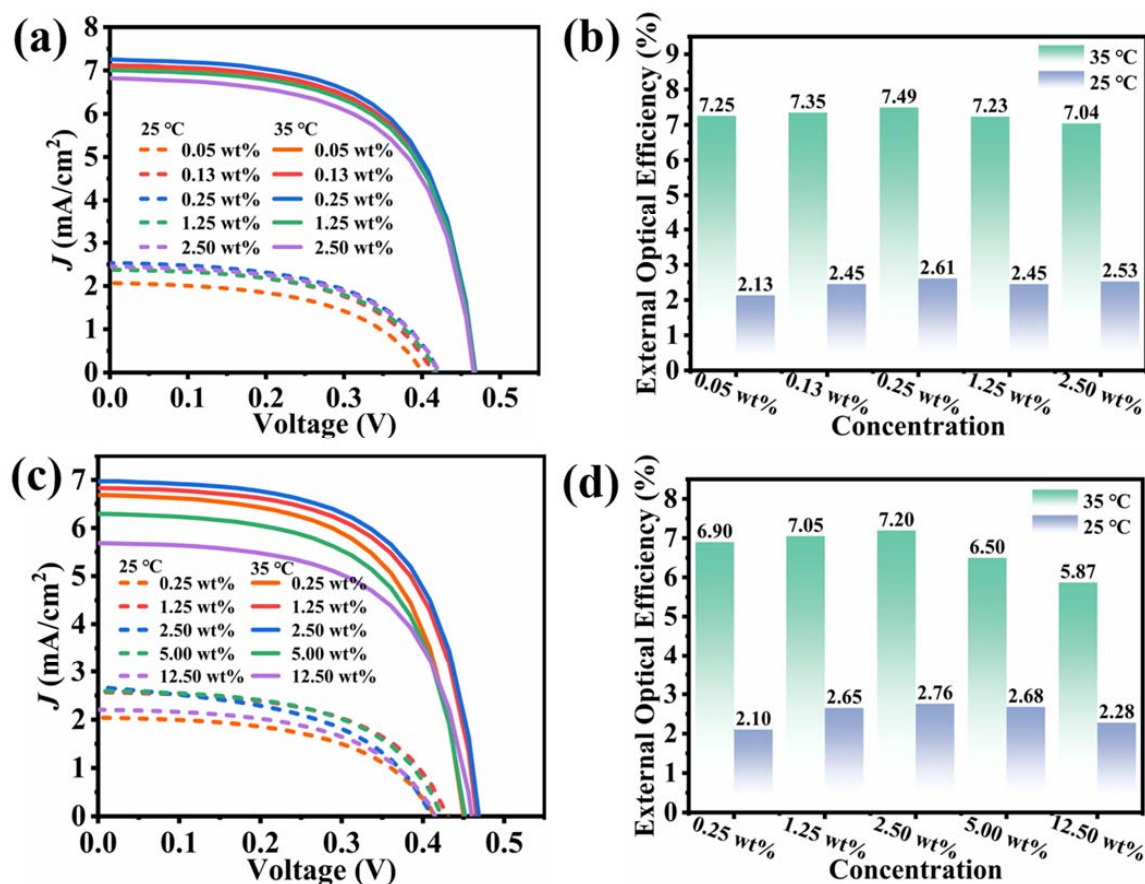 (a)
J (mA/cm²)
8
7
6
5
4
3
2
1
0
25 °C 35 °C
0.05 wt% 0.05 wt%
0.13 wt% 0.13 wt%
0.25 wt% 0.25 wt%
1.25 wt% 1.25 wt%
2.50 wt% 2.50 wt%
0.0 0.1 0.2 0.3 0.4 0.5
Voltage (V)
(b)
External Optical Efficiency (%)
9
8
7
6
5
4
3
2
1
0
35 °C
25 °C
7.25 7.35 7.49 7.23 7.04
2.13 2.45 2.61 2.45 2.53
0.05 wt% 0.13 wt% 0.25 wt% 1.25 wt% 2.50 wt%
Concentration
(c)
J (mA/cm²)
7
6
5
4
3
2
1
0
25 °C 35 °C
0.25 wt% 0.25 wt%
1.25 wt% 1.25 wt%
2.50 wt% 2.50 wt%
5.00 wt% 5.00 wt%
12.50 wt% 12.50 wt%
0.0 0.1 0.2 0.3 0.4 0.5
Voltage (V)
(d)
External Optical Efficiency (%)
8
7
6
5
4
3
2
1
0
35 °C
25 °C
6.90 7.05 7.20 6.50 5.87
2.10 2.65 2.76 2.68 2.28
0.25 wt% 1.25 wt% 2.50 wt% 5.00 wt% 12.50 wt%
Concentration